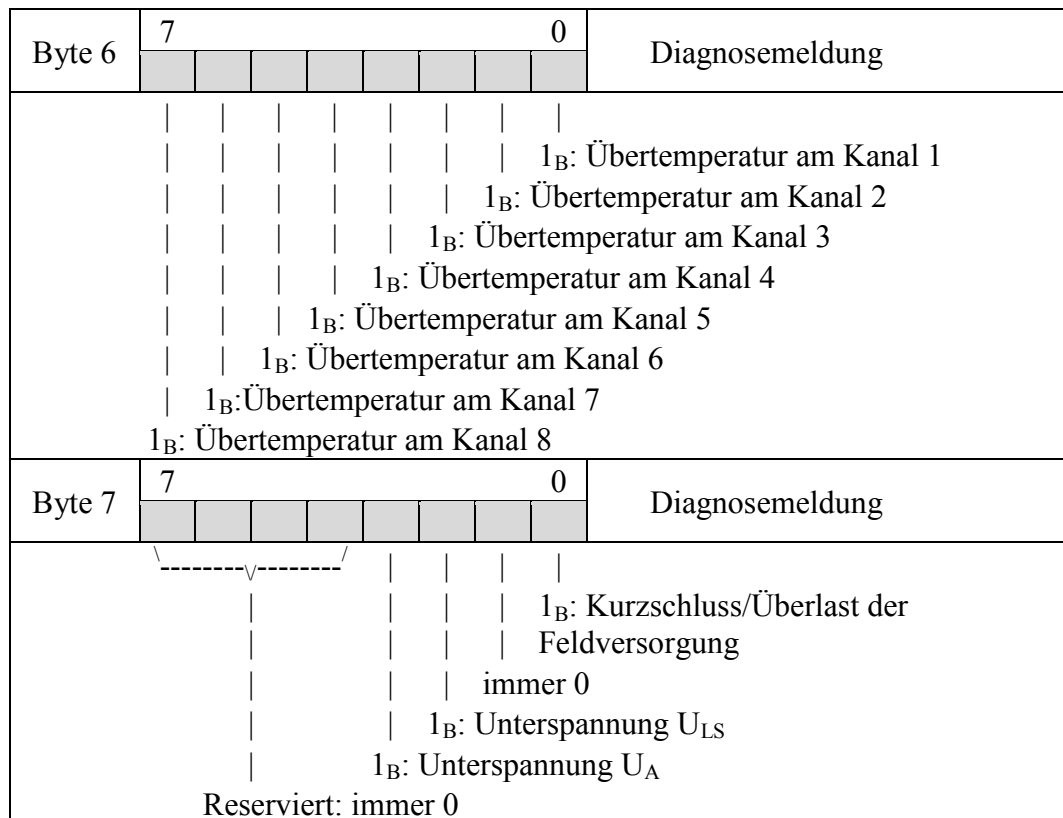 7 0
Byte 6 Diagnosemeldung
| | | | | | | |
| | | | | | | 1B: Übertemperatur am Kanal 1
| | | | | | 1B: Übertemperatur am Kanal 2
| | | | | 1B: Übertemperatur am Kanal 3
| | | | 1B: Übertemperatur am Kanal 4
| | | 1B: Übertemperatur am Kanal 5
| | 1B: Übertemperatur am Kanal 6
| 1B:Übertemperatur am Kanal 7
1B: Übertemperatur am Kanal 8
7 0
Byte 7 Diagnosemeldung
\--------\/--------/ | | | |
| | | | 1B: Kurzschluss/Überlast der
| | | | Feldversorgung
| | | immer 0
| | 1B: Unterspannung ULS
| 1B: Unterspannung UA
Reserviert: immer 0